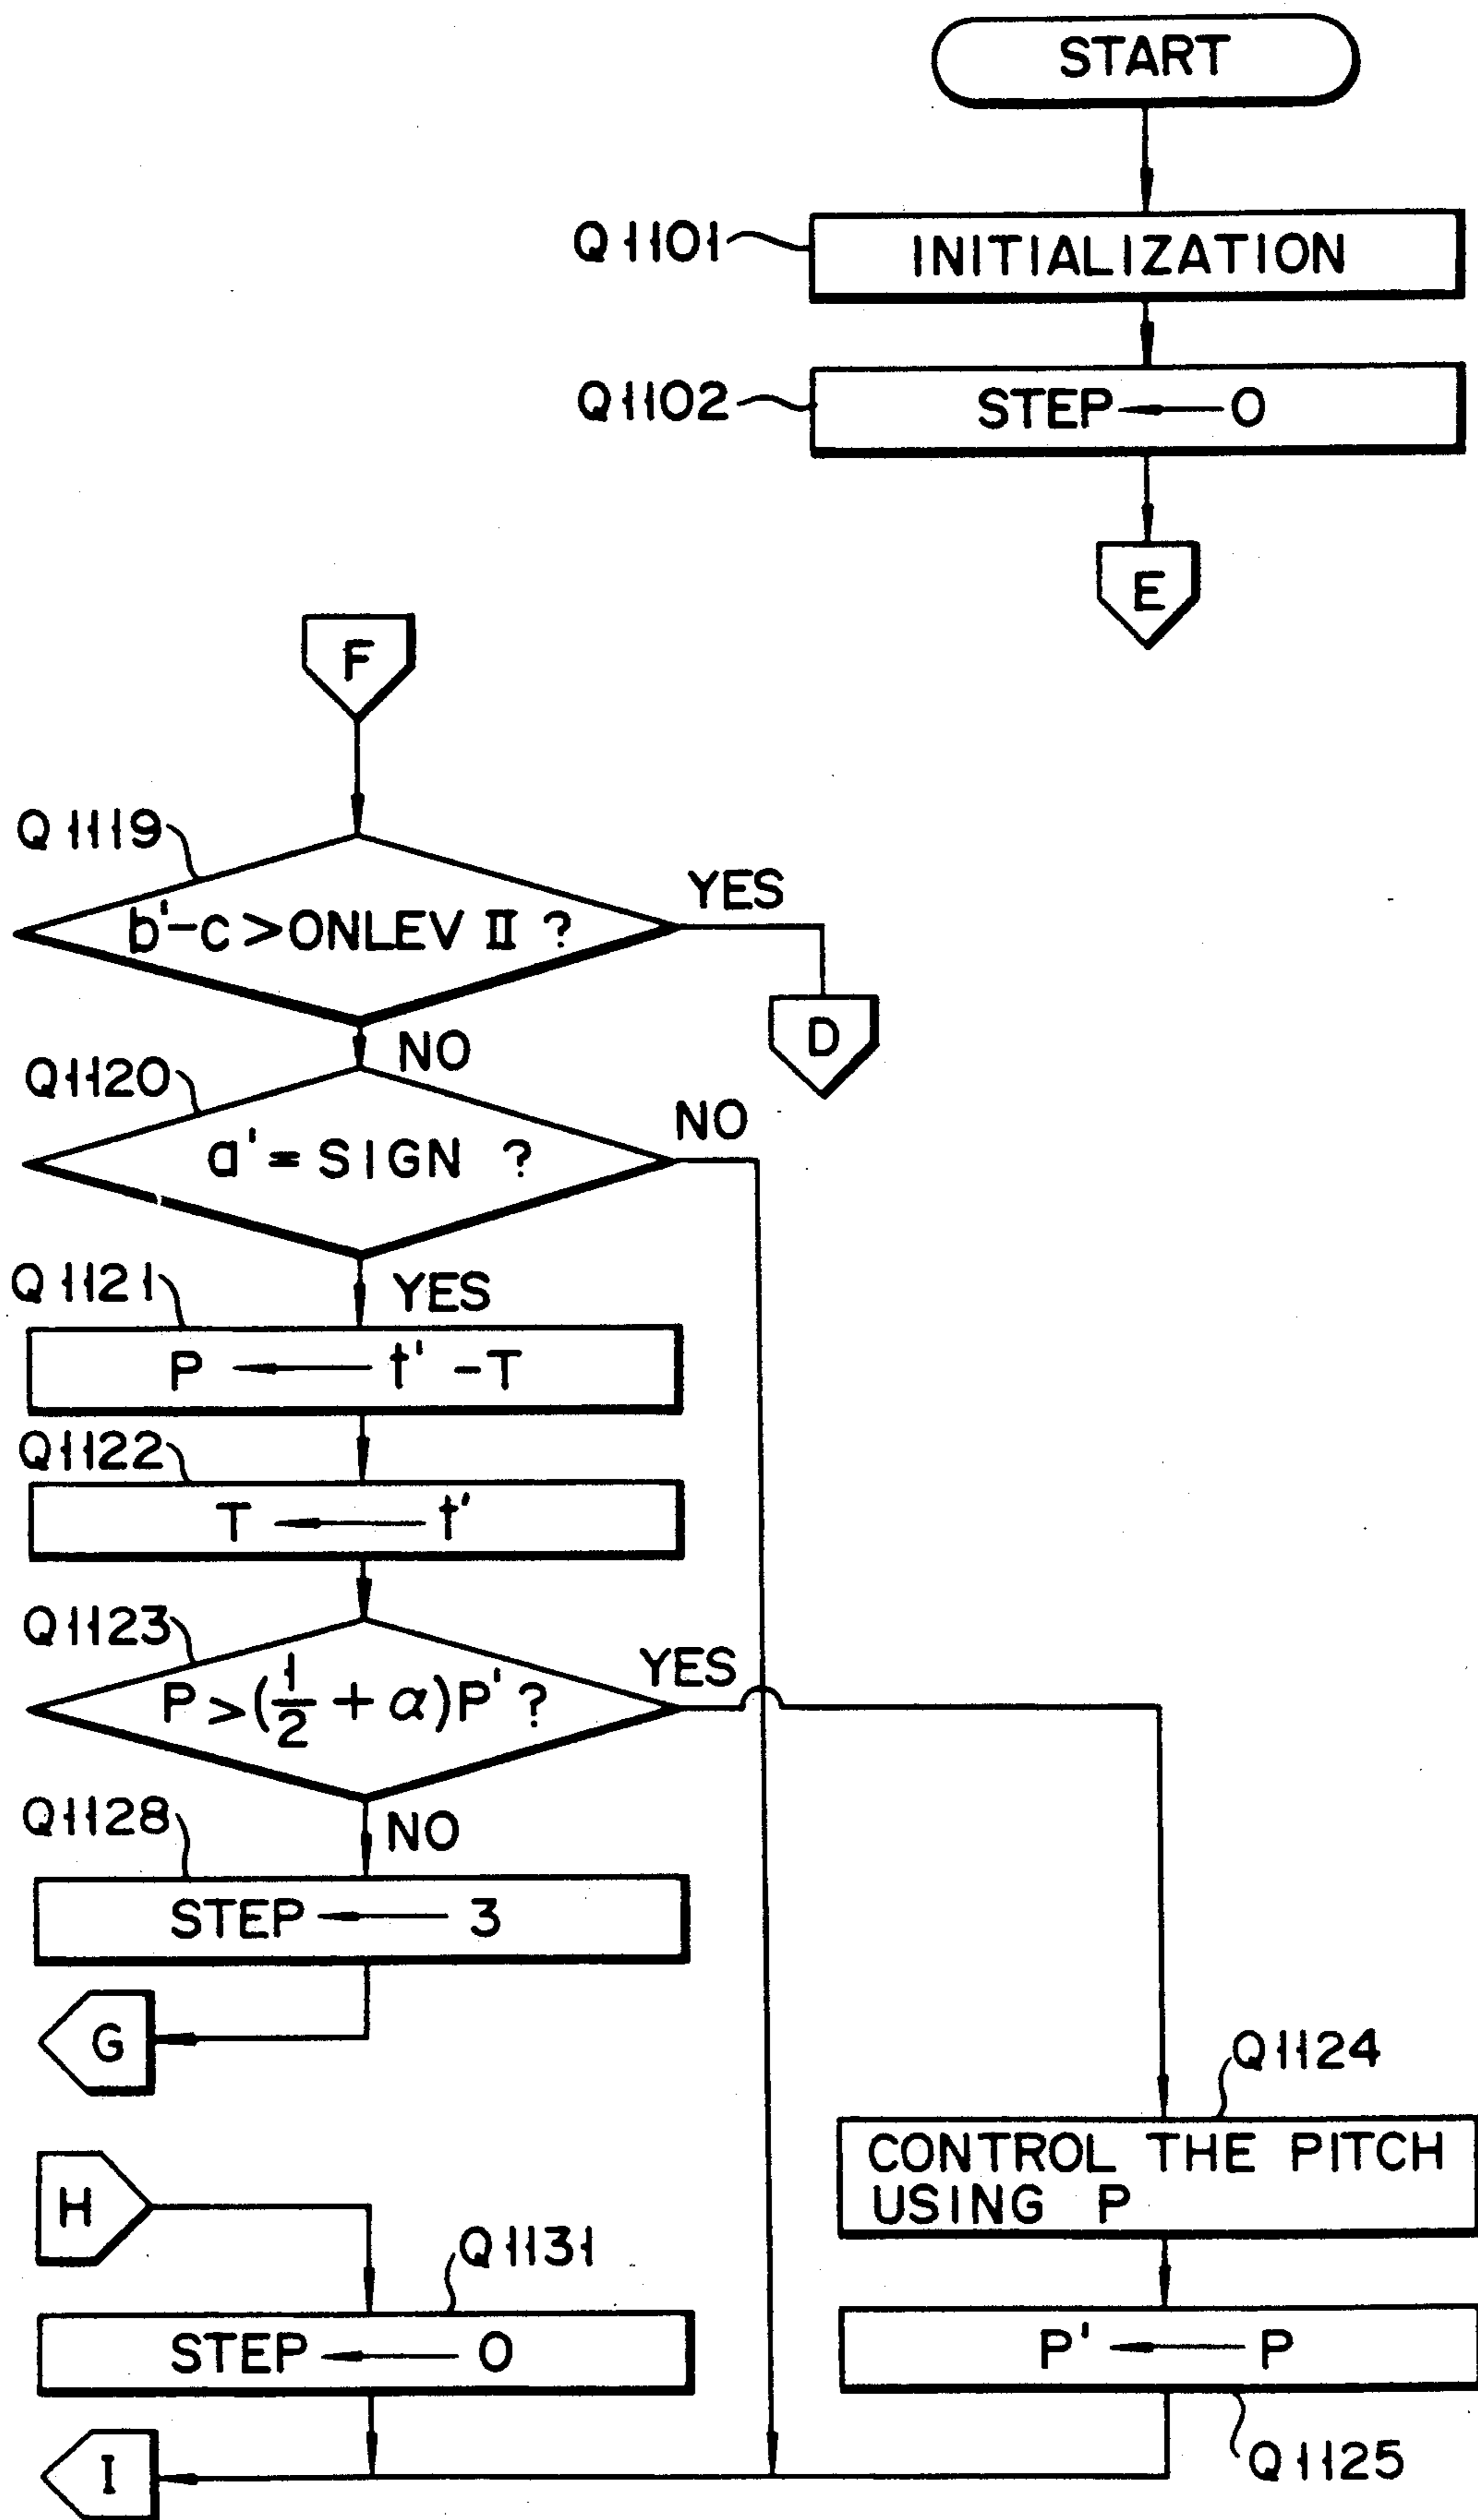 START
Q1101
INITIALIZATION
Q1102
STEP ← 0
E
F
Q1119
b'-c > ONLEV II ?
YES
D
NO
Q1120
a' = SIGN ?
NO
YES
Q1121
P ← t' - T
Q1122
T ← t'
Q1123
P > (1/2 + α)P' ?
YES
NO
Q1128
STEP ← 3
G
Q1124
CONTROL THE PITCH
USING P
H
Q1131
STEP ← 0
P' ← P
Q1125
I